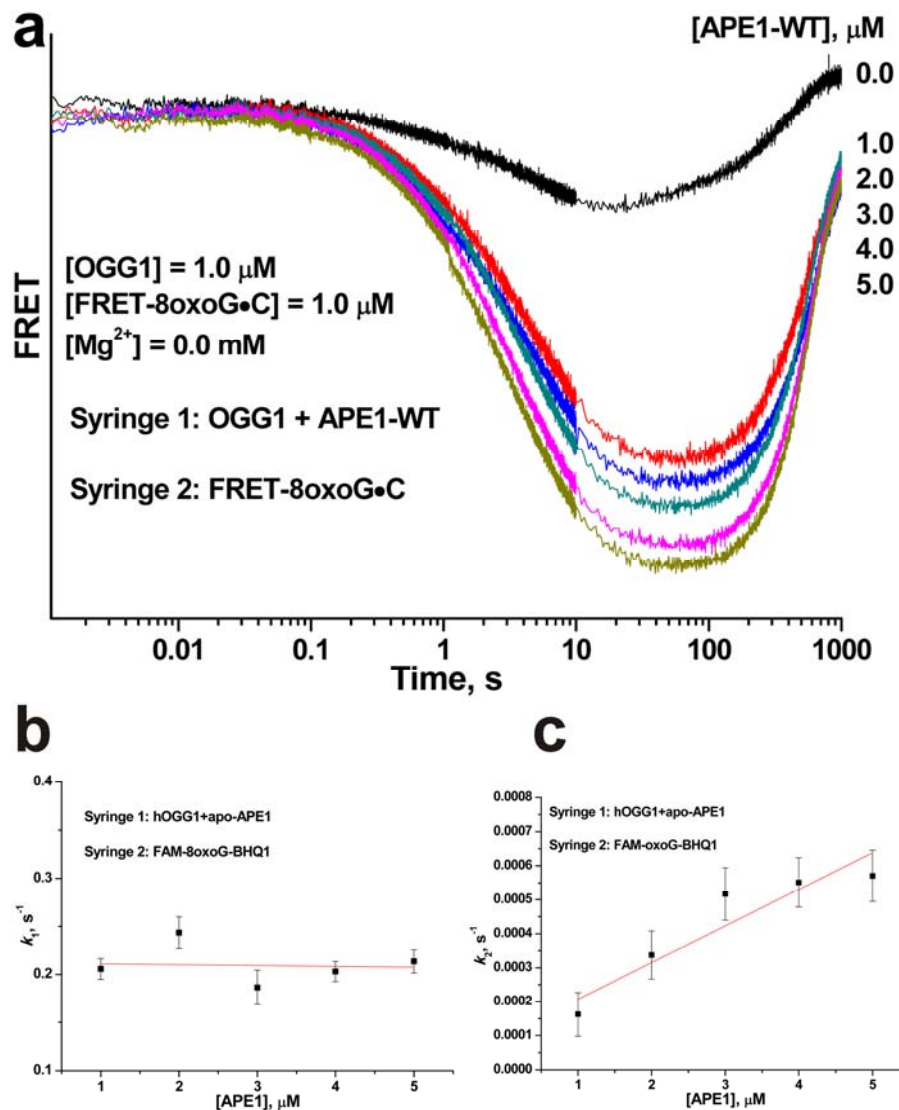 a
[APE1-WT], μM
0.0
1.0
2.0
3.0
4.0
5.0
[OGG1] = 1.0 μM
[FRET-8oxoG•C] = 1.0 μM
[Mg2+] = 0.0 mM
Syringe 1: OGG1 + APE1-WT
Syringe 2: FRET-8oxoG•C
FRET
0.01 0.1 1 10 100 1000
Time, s
b
0.4
0.3
0.2
0.1
k1, s-1
Syringe 1: hOGG1+apo-APE1
Syringe 2: FAM-8oxoG-BHQ1
1 2 3 4 5
[APE1], μM
c
0.0008
0.0007
0.0006
0.0005
0.0004
0.0003
0.0002
0.0001
0.0000
k2, s-1
Syringe 1: hOGG1+apo-APE1
Syringe 2: FAM-oxoG-BHQ1
1 2 3 4 5
[APE1], μM